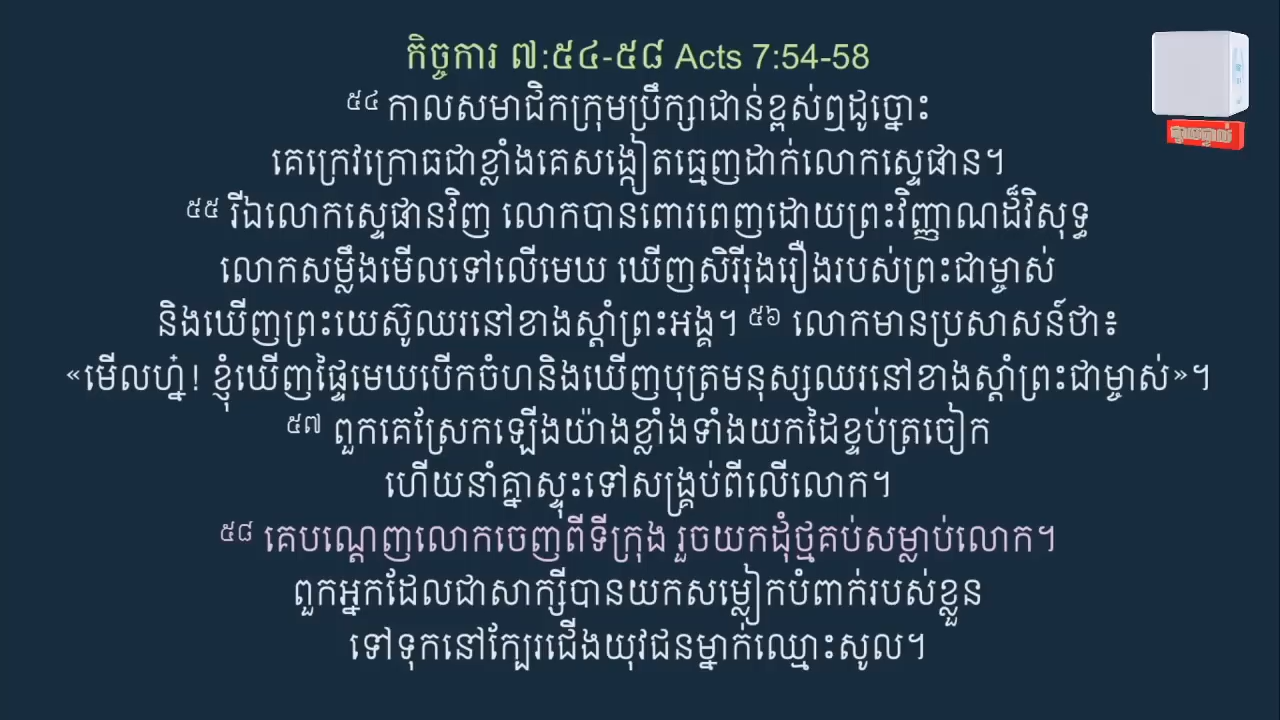 កិច្ចការ ៧:៥៤-៥៨ Acts 7:54-58
៥៤ កាលសមាជិកក្រុមប្រឹក្សាជាន់ខ្ពស់ឮដូច្នោះ
គេក្រេវក្រោធជាខ្លាំងគេសង្កៀតធ្មេញដាក់លោកស្ទេផាន។
៥៥ រីឯលោកស្ទេផានវិញ លោកបានពោរពេញដោយព្រះវិញ្ញាណដ៏វិសុទ្ធ
លោកសម្លឹងមើលទៅលើមេឃ ឃើញសិរីរុងរឿងរបស់ព្រះជាម្ចាស់
និងឃើញព្រះយេស៊ូឈរនៅខាងស្ដាំព្រះអង្គ។ ៥៦ លោកមានប្រសាសន៍ថា៖
«មើលហ្ន៎! ខ្ញុំឃើញផ្ទៃមេឃបើកចំហនិងឃើញបុត្រមនុស្សឈរនៅខាងស្ដាំព្រះជាម្ចាស់»។
៥៧ ពួកគេស្រែកឡើងយ៉ាងខ្លាំងទាំងយកដៃខ្ទប់ត្រចៀក
ហើយនាំគ្នាស្ទុះទៅសង្គ្រប់ពីលើលោក។
៥៨ គេបណ្ដេញលោកចេញពីទីក្រុង រួចយកដុំថ្មគប់សម្លាប់លោក។
ពួកអ្នកដែលជាសាក្សីបានយកសម្លៀកបំពាក់របស់ខ្លួន
ទៅទុកនៅក្បែរជើងយុវជនម្នាក់ឈ្មោះសូល។